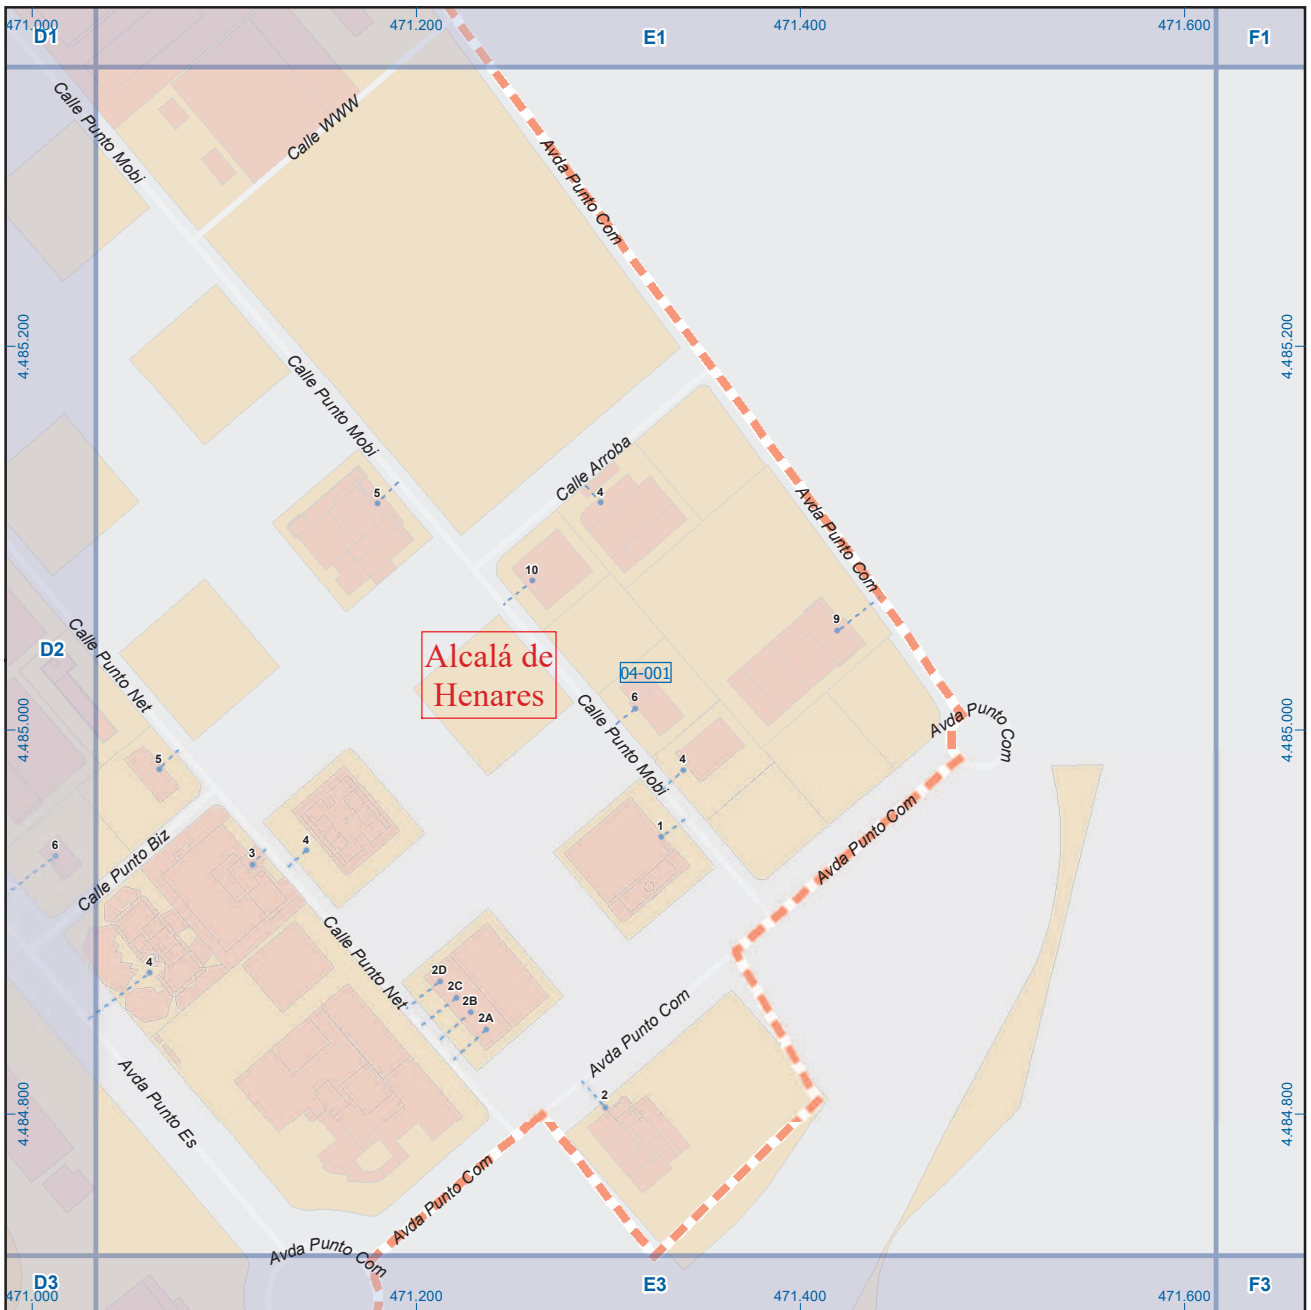 471.000
471.200
471.400
471.600
D1
E1
F1
Calle Punto Mobi
Calle WWW
Avda Punto Com
4.485.200
4.485.200
Calle Punto Mobi
Calle Arroba
5
4
Avda Punto Com
10
9
D2
Calle Punto Net
Alcalá de
Henares
04-001
6
Calle Punto Mobi
Avda Punto Com
4.485.000
4.485.000
5
4
1
Avda Punto Com
6
Calle Punto Biz
3
4
4
Calle Punto Net
2D
2C
2B
2A
Avda Punto Com
2
4.484.800
4.484.800
Avda Punto Es
Avda Punto Com
Avda Punto Com
D3
E3
F3
471.000
471.200
471.400
471.600